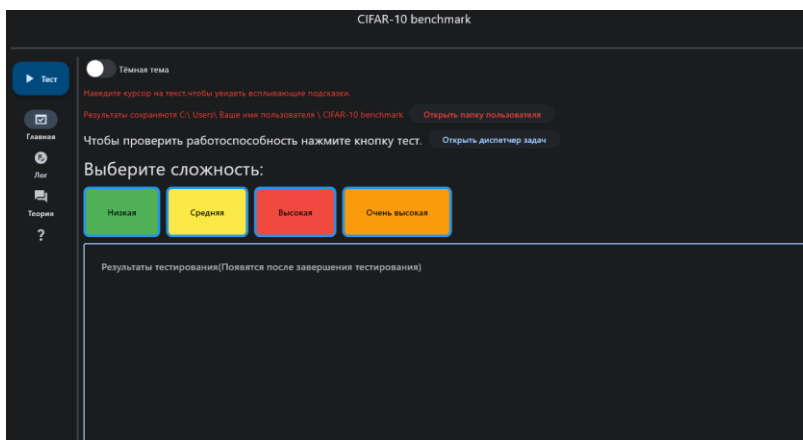 CIFAR-10 benchmark
Тест
Тёмная тема
Наведите курсор на текст.чтобы увидеть всплывающие подсказки.
Результаты сохраняютя C:\ Users\ Ваше имя пользователя \ CIFAR-10 benchmark
Открыть папку пользователя
Главная
Чтобы проверить работоспособность нажмите кнопку тест.
Открыть диспетчер задач
Лог
Выберите сложность:
Теория
Низкая
Средняя
Высокая
Очень высокая
?
Результаты тестирования(Появятся после завершения тестирования)